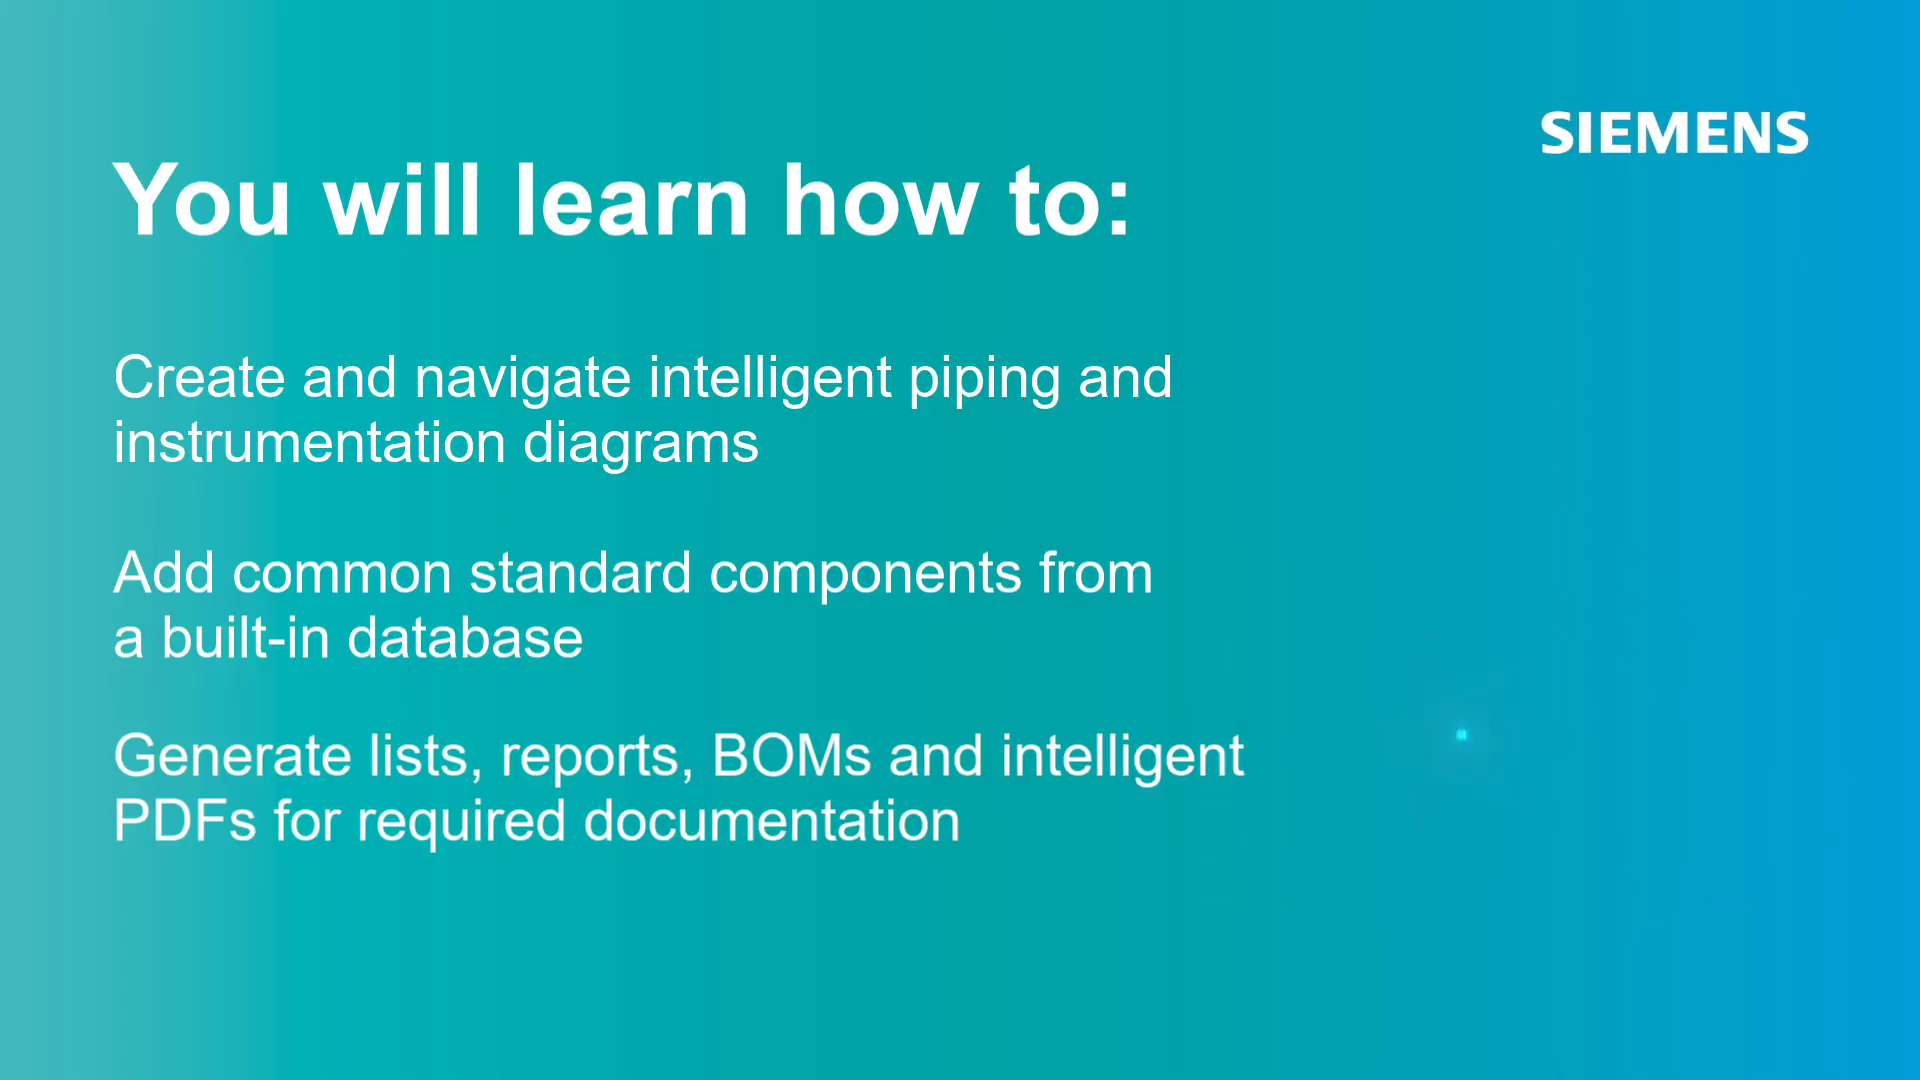 SIEMENS
You will learn how to:
Create and navigate intelligent piping and
instrumentation diagrams
Add common standard components from
a built-in database
Generate lists, reports, BOMs and intelligent
PDFs for required documentation